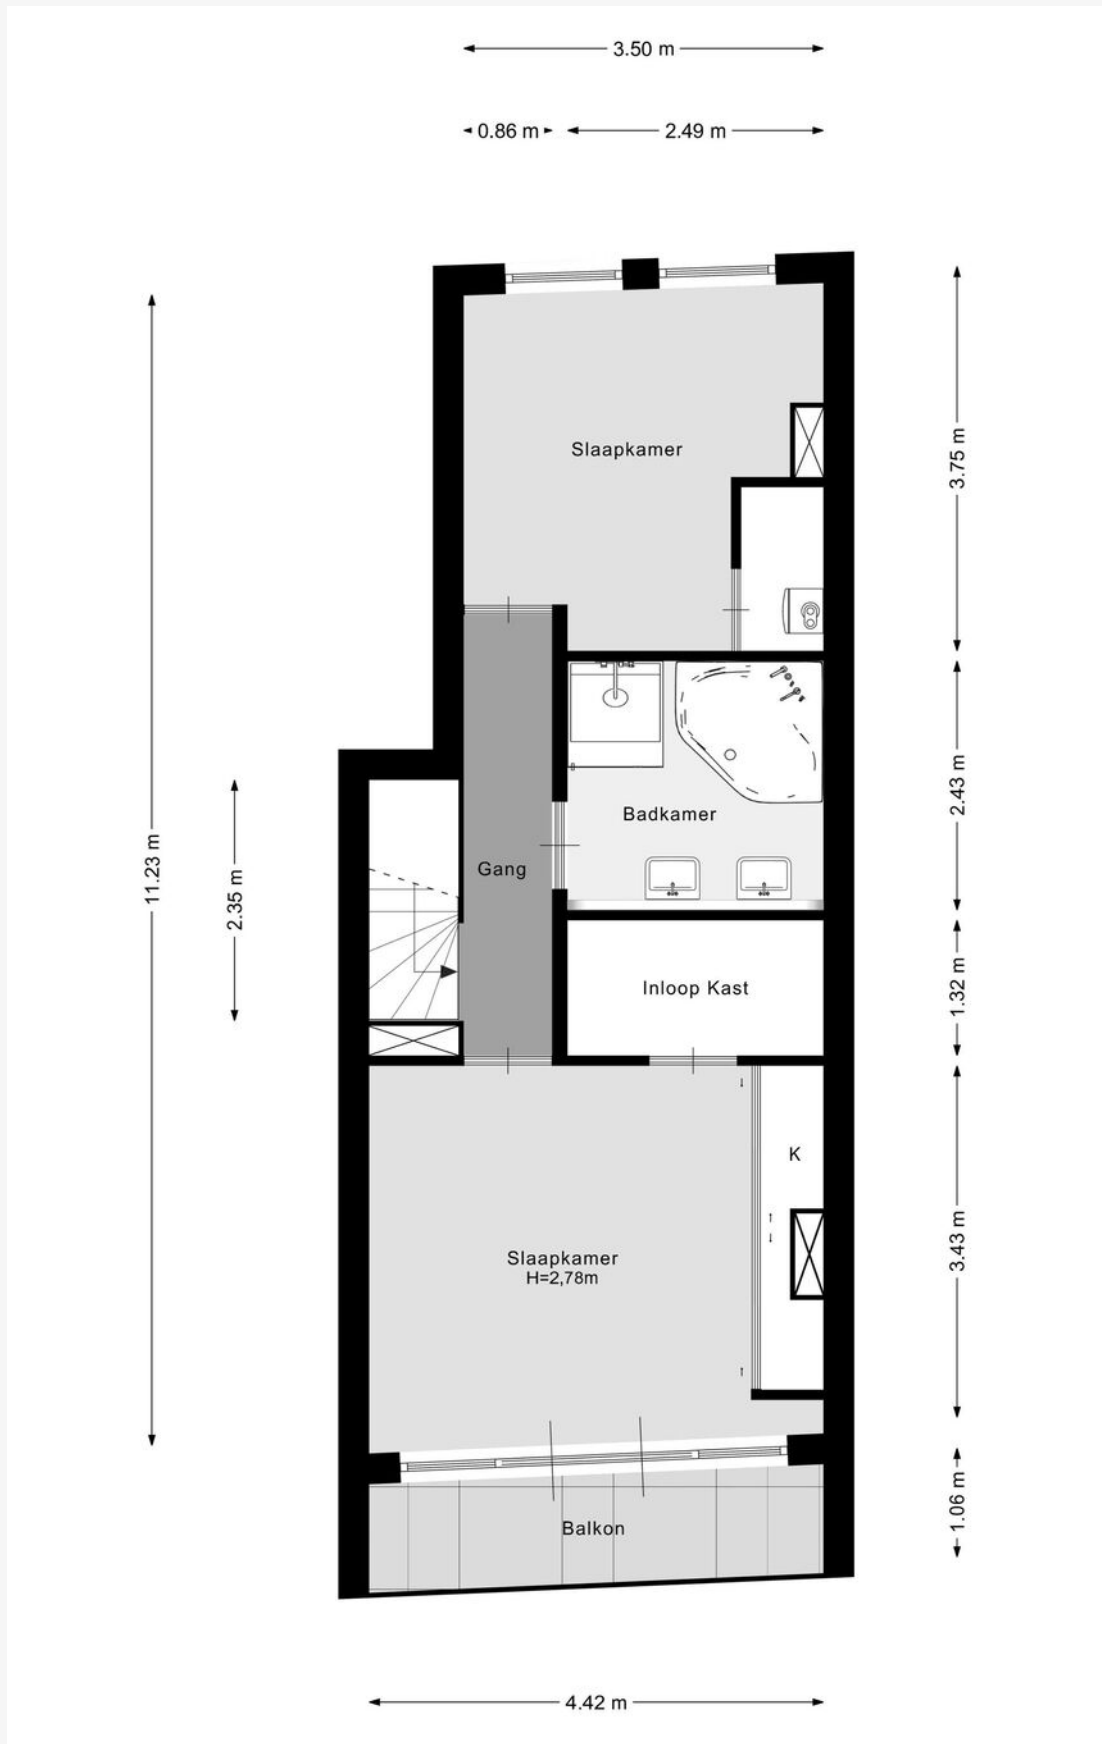 3.50 m
0.86 m
2.49 m
Slaapkamer
3.75 m
11.23 m
2.35 m
Gang
Badkamer
2.43 m
Inloop Kast
1.32 m
K
Slaapkamer
H=2,78m
3.43 m
Balkon
1.06 m
4.42 m